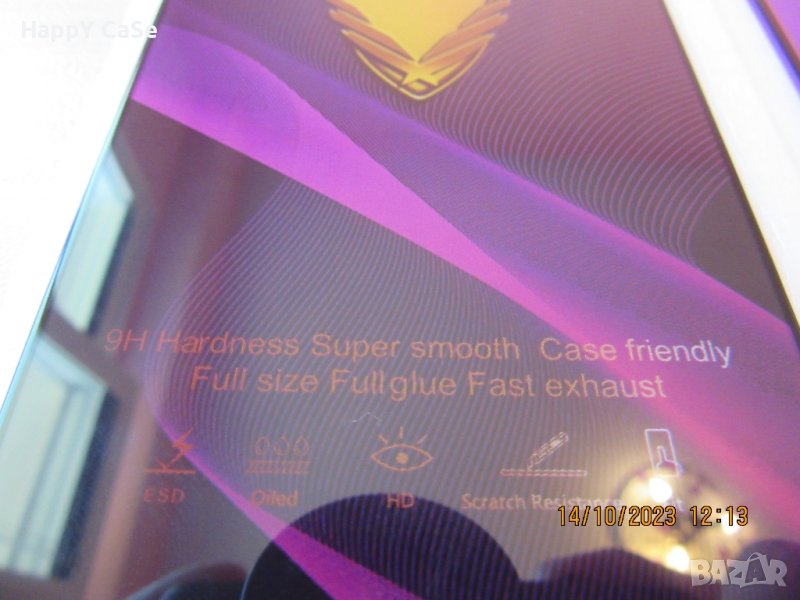 HappY CaSe
9H Hardness Super smooth Case friendly
Full size Fullglue Fast exhaust
ESD Oiled HD Scratch Resistance
14/10/2023 12:13
BAZAR